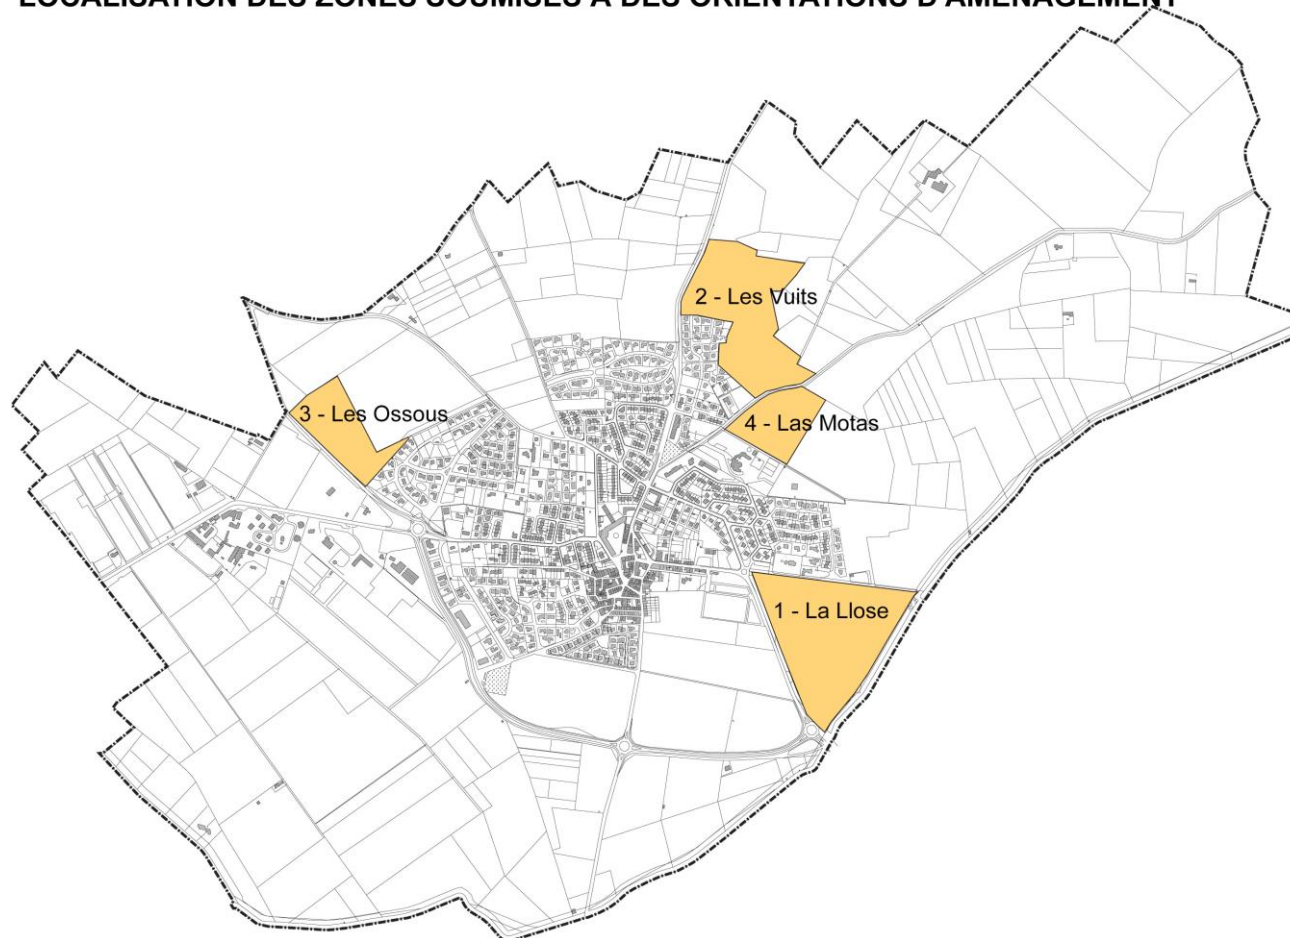 LOCALISATION DES ZONES SOUMISES A DES ORIENTATIONS D'AMENAGEMENT
2 - Les Vuits
3 - Les Ossous
4 - Las Motas
1 - La Llose